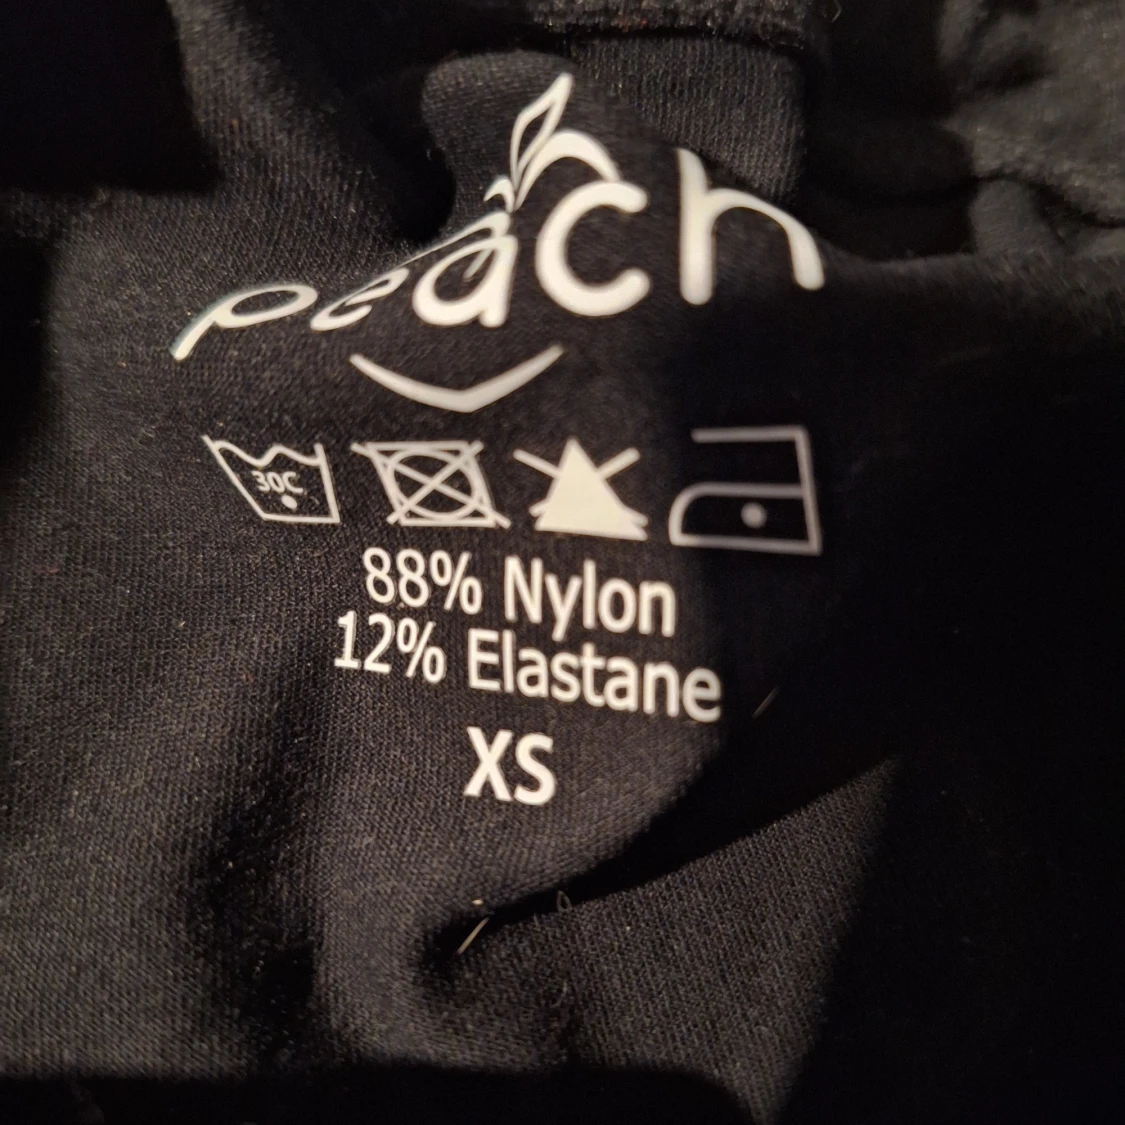 peach
30C
88% Nylon
12% Elastane
XS